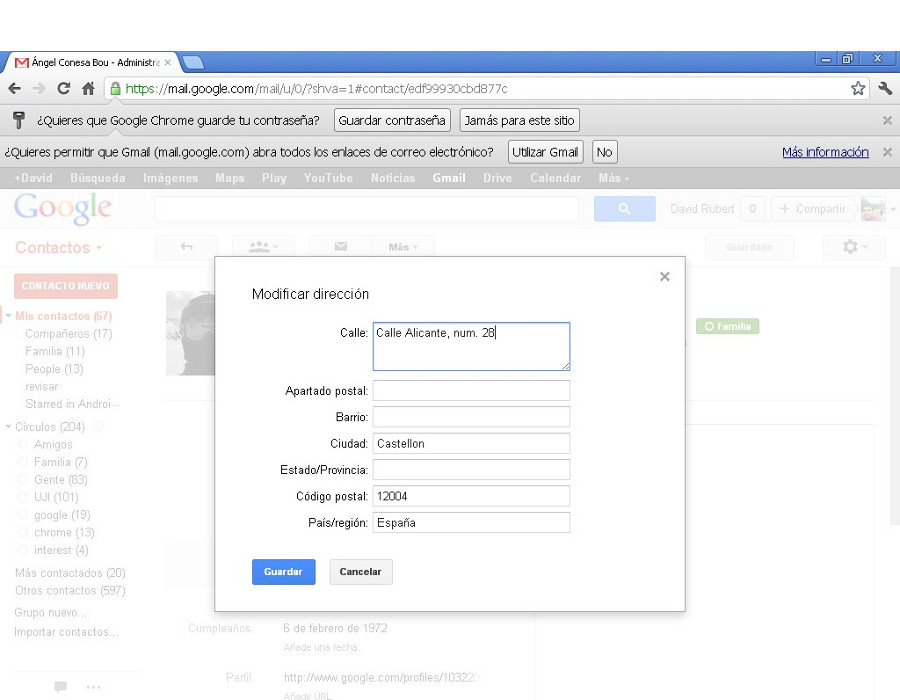 Ángel Conesa Bou - Administra
https://mail.google.com/mail/u/0/?shva=1#contact/edf99930cbd877c
¿Quieres que Google Chrome guarde tu contraseña? Guardar contraseña Jamás para este sitio
¿Quieres permitir que Gmail (mail.google.com) abra todos los enlaces de correo electrónico? Utilizar Gmail No Más información
+David Búsqueda Imágenes Maps Play YouTube Noticias Gmail Drive Calendar Más
Google David Rubert 0 + Compartir
Contactos Más Guardado
CONTACTO NUEVO
Mis contactos (67)
Compañeros (17)
Familia (11)
People (13)
revisar
Starred in Androi...
Círculos (204)
Amigos
Familia (7)
Gente (83)
UJI (101)
google (19)
chrome (13)
interest (4)
Más contactados (20)
Otros contactos (597)
Grupo nuevo...
Importar contactos...
Modificar dirección
Calle: Calle Alicante, num. 28
Apartado postal:
Barrio:
Ciudad: Castellon
Estado/Provincia:
Código postal: 12004
País/región: España
Guardar Cancelar
Familia
Cumpleaños 6 de febrero de 1972
Añade una fecha.
Perfil http://www.google.com/profiles/103220
Añadir URL